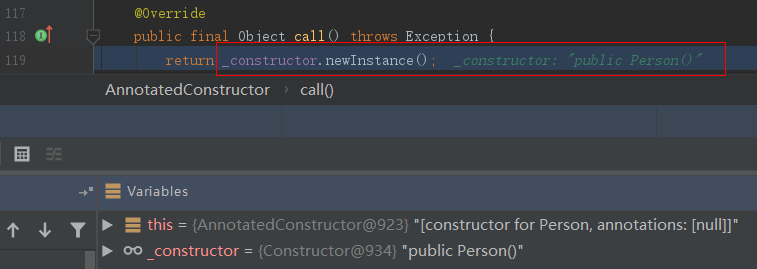 117 @Override
118 public final Object call() throws Exception {
119 return _constructor.newInstance(); _constructor: "public Person()"
AnnotatedConstructor › call()
Variables
this = {AnnotatedConstructor@923} "[constructor for Person, annotations: [null]]"
_constructor = {Constructor@934} "public Person()"